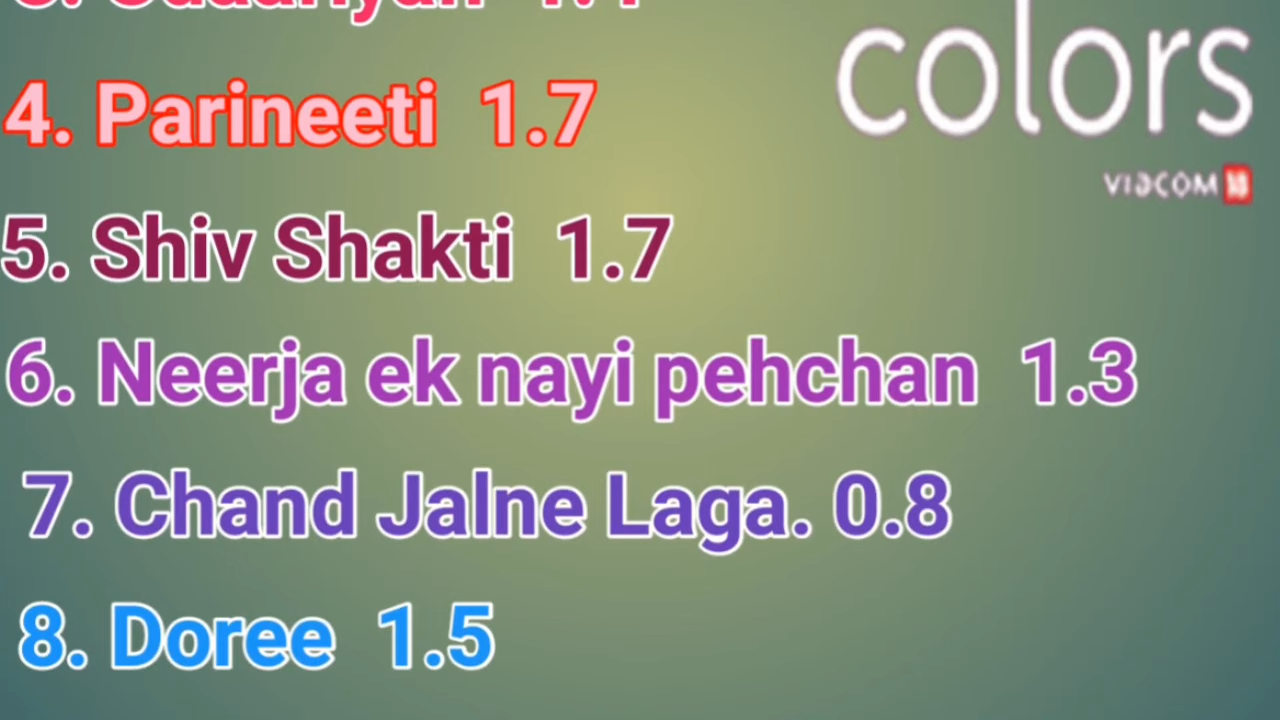 colors
VIACOM 18
4. Parineeti 1.7
5. Shiv Shakti 1.7
6. Neerja ek nayi pehchan 1.3
7. Chand Jalne Laga. 0.8
8. Doree 1.5